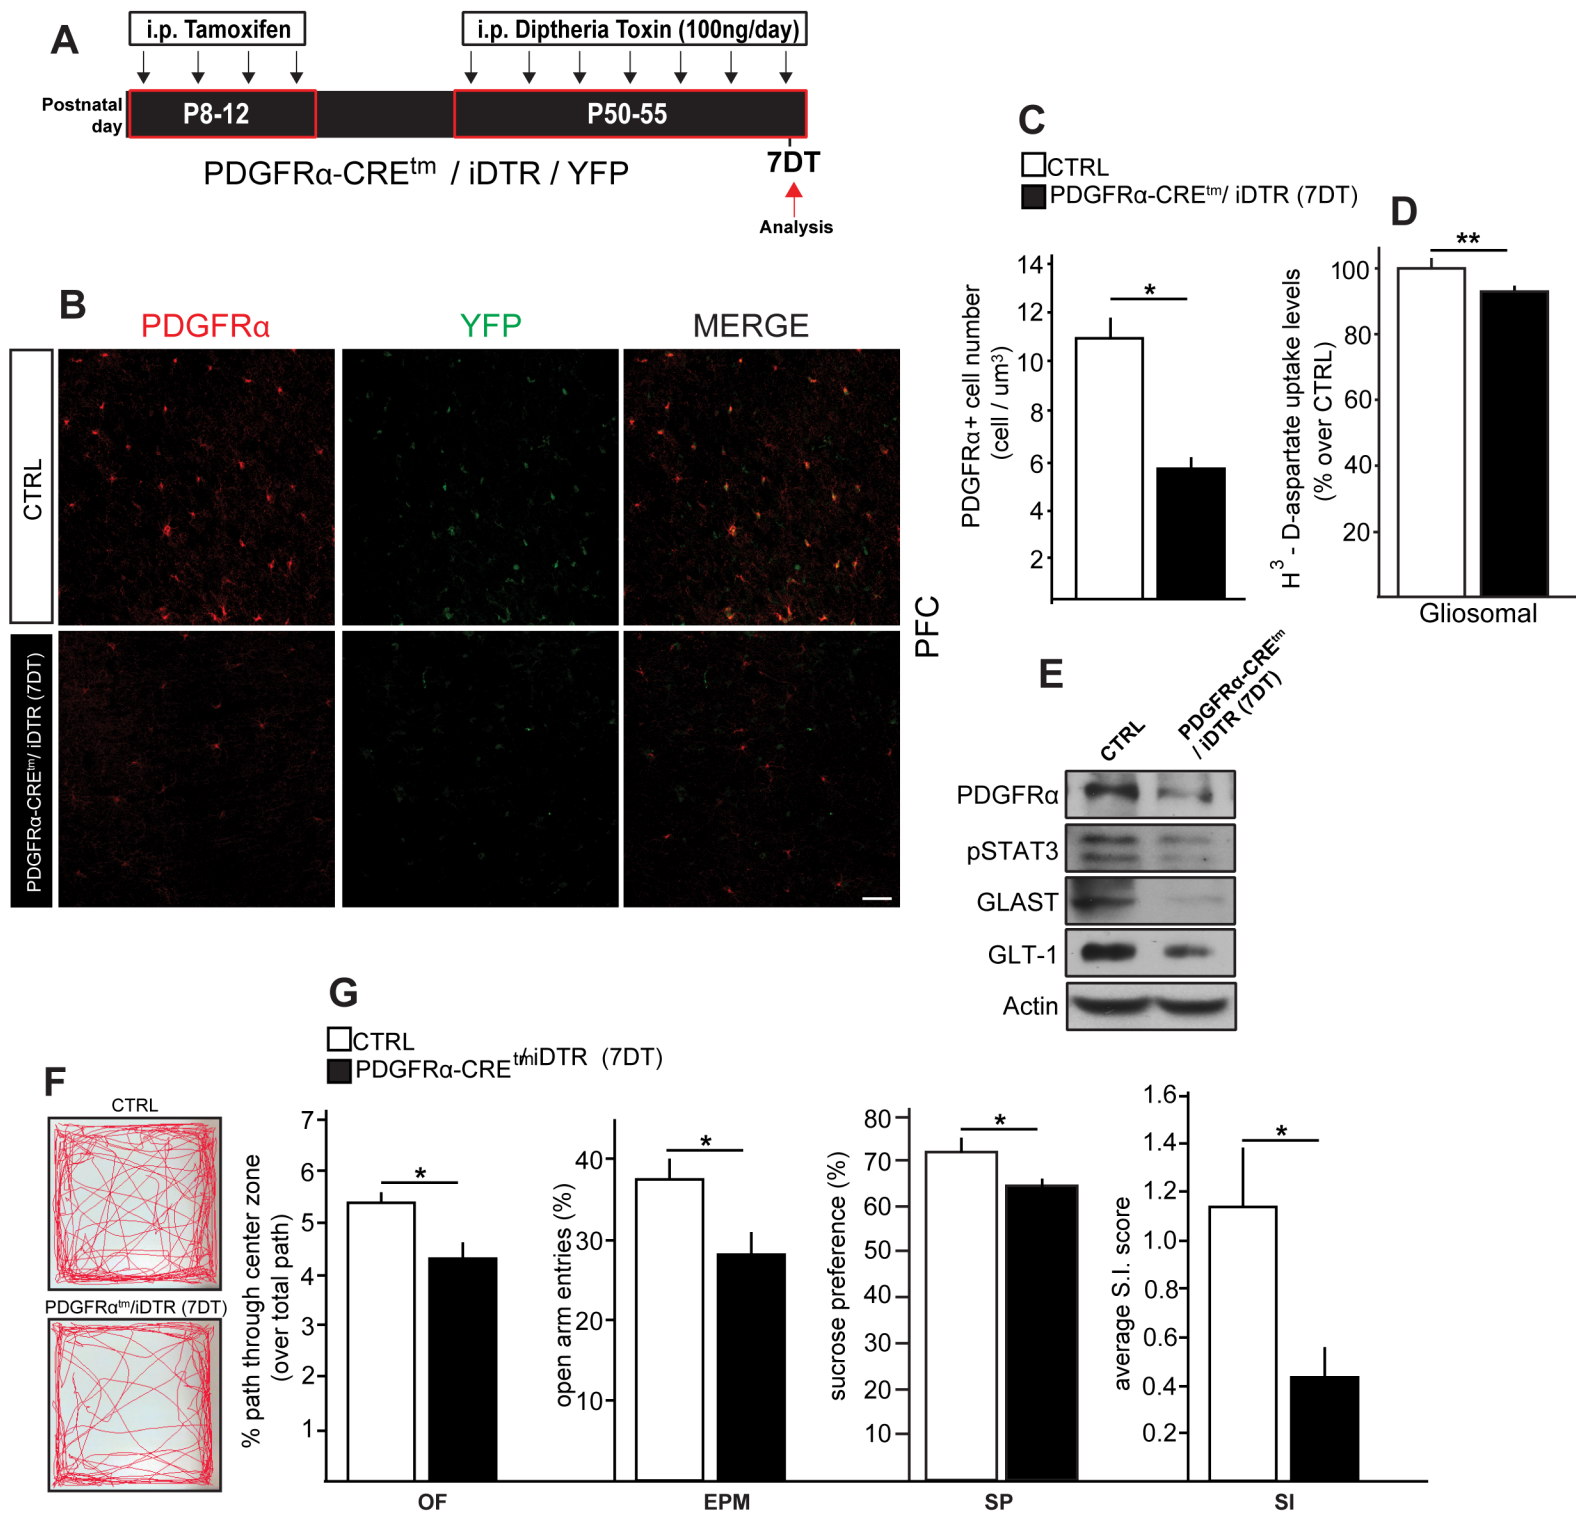 A
i.p. Tamoxifen
i.p. Diptheria Toxin (100ng/day)
Postnatal
day
P8-12
P50-55
PDGFRα-CREtm / iDTR / YFP
7DT
Analysis
B
PDGFRα
YFP
MERGE
CTRL
PDGFRα-CREtm/ iDTR (7DT)
PFC
C
CTRL
PDGFRα-CREtm/ iDTR (7DT)
PDGFRα+ cell number
(cell / um3)
14
12
10
8
6
4
2
*
D
H3 - D-aspartate uptake levels
(% over CTRL)
100
80
60
40
20
**
Gliosomal
E
CTRL
PDGFRα-CREtm
/ iDTR (7DT)
PDGFRα
pSTAT3
GLAST
GLT-1
Actin
F
CTRL
PDGFRαtm/iDTR (7DT)
G
CTRL
PDGFRα-CREtm/iDTR (7DT)
% path through center zone
(over total path)
7
6
5
4
3
2
1
*
OF
open arm entries (%)
40
30
20
10
*
EPM
sucrose preference (%)
80
70
60
50
40
30
20
10
*
SP
average S.I. score
1.6
1.4
1.2
1.0
0.8
0.6
0.4
0.2
*
SI